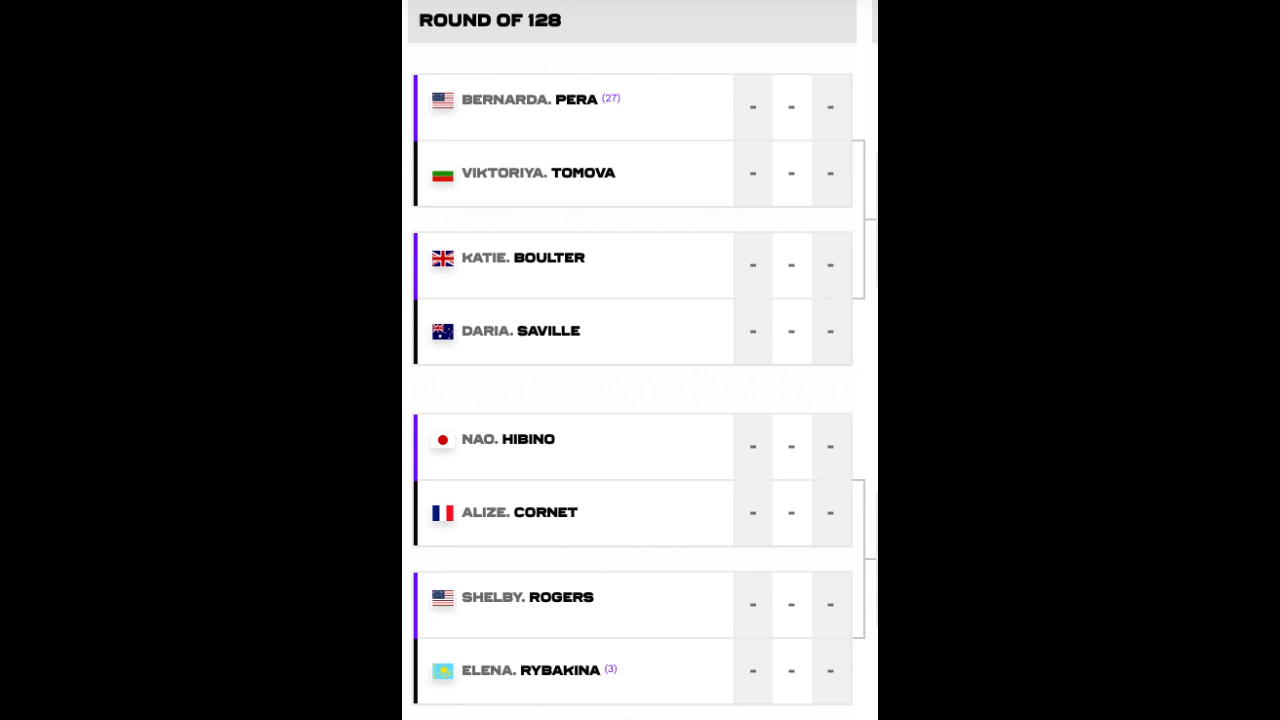 ROUND OF 128
BERNARDA. PERA (27) - - -
VIKTORIYA. TOMOVA - - -
KATIE. BOULTER - - -
DARIA. SAVILLE - - -
NAO. HIBINO - - -
ALIZE. CORNET - - -
SHELBY. ROGERS - - -
ELENA. RYBAKINA (3) - - -